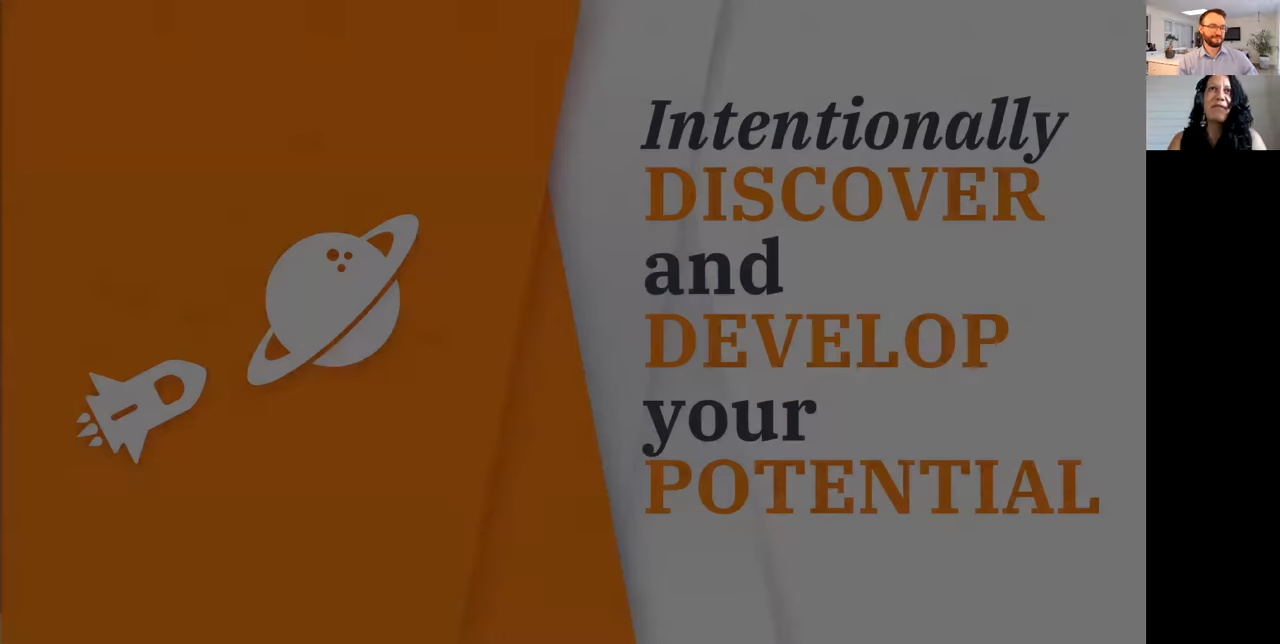 Intentionally
DISCOVER
and
DEVELOP
your
POTENTIAL